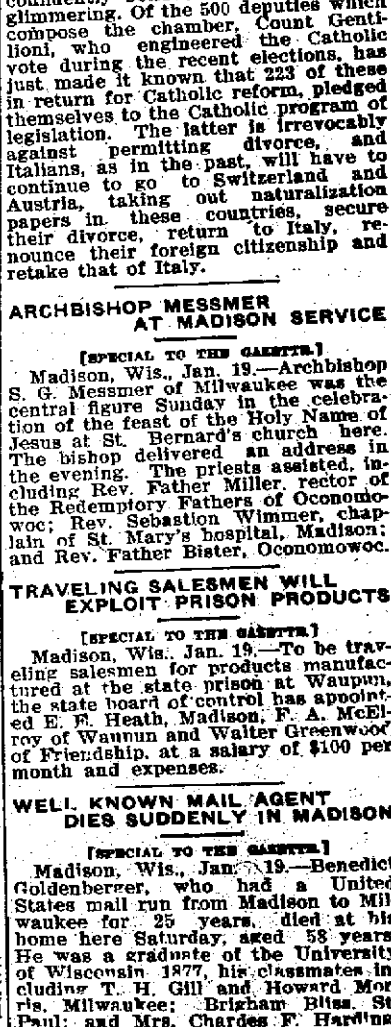 glimmering. Of the 500 deputies which
compose the chamber, Count Genti-
lioni, who engineered the Catholic
vote during the recent elections, has
just made it known that 223 of these
in return for Catholic reform, pledged
themselves to the Catholic program of
legislation. The latter is irrevocably
against permitting divorce, and
Italians, as in the past, will have to
continue to go to Switzerland and
Austria, taking out naturalization
papers in these countries, secure
their divorce, return to Italy, re-
nounce their foreign citizenship and
retake that of Italy.
ARCHBISHOP MESSMER
AT MADISON SERVICE
[SPECIAL TO THE GAZETTE.]
Madison, Wis., Jan. 19.—Archbishop
S. G. Messmer of Milwaukee was the
central figure Sunday in the celebra-
tion of the feast of the Holy Name of
Jesus at St. Bernard's church here.
The bishop delivered an address in
the evening. The priests assisted, in-
cluding Rev. Father Miller, rector of
the Redemptory Fathers of Oconomo-
woc; Rev. Sebastion Wimmer, chap-
lain of St. Mary's hospital, Madison;
and Rev. Father Bister, Oconomowoc.
TRAVELING SALESMEN WILL
EXPLOIT PRISON PRODUCTS
[SPECIAL TO THE GAZETTE.]
Madison, Wis., Jan. 19.—To be trav-
eling salesmen for products manufac-
tured at the state prison at Waupun,
the state board of control has appoint-
ed E. F. Heath, Madison, F. A. McEl-
roy of Waupun and Walter Greenwood
of Friendship, at a salary of $100 per
month and expenses.
WELL KNOWN MAIL AGENT
DIES SUDDENLY IN MADISON
[SPECIAL TO THE GAZETTE.]
Madison, Wis., Jan. 19.—Benedict
Goldenberger, who had a United
States mail run from Madison to Mil
waukee for 25 years, died at his
home here Saturday, aged 58 years
He was a graduate of the University
of Wisconsin 1877, his classmates in
cluding T. H. Gill and Howard Mor
ris, Milwaukee; Brigham Bliss, St
Paul; and Mrs. Chardes F. Harding